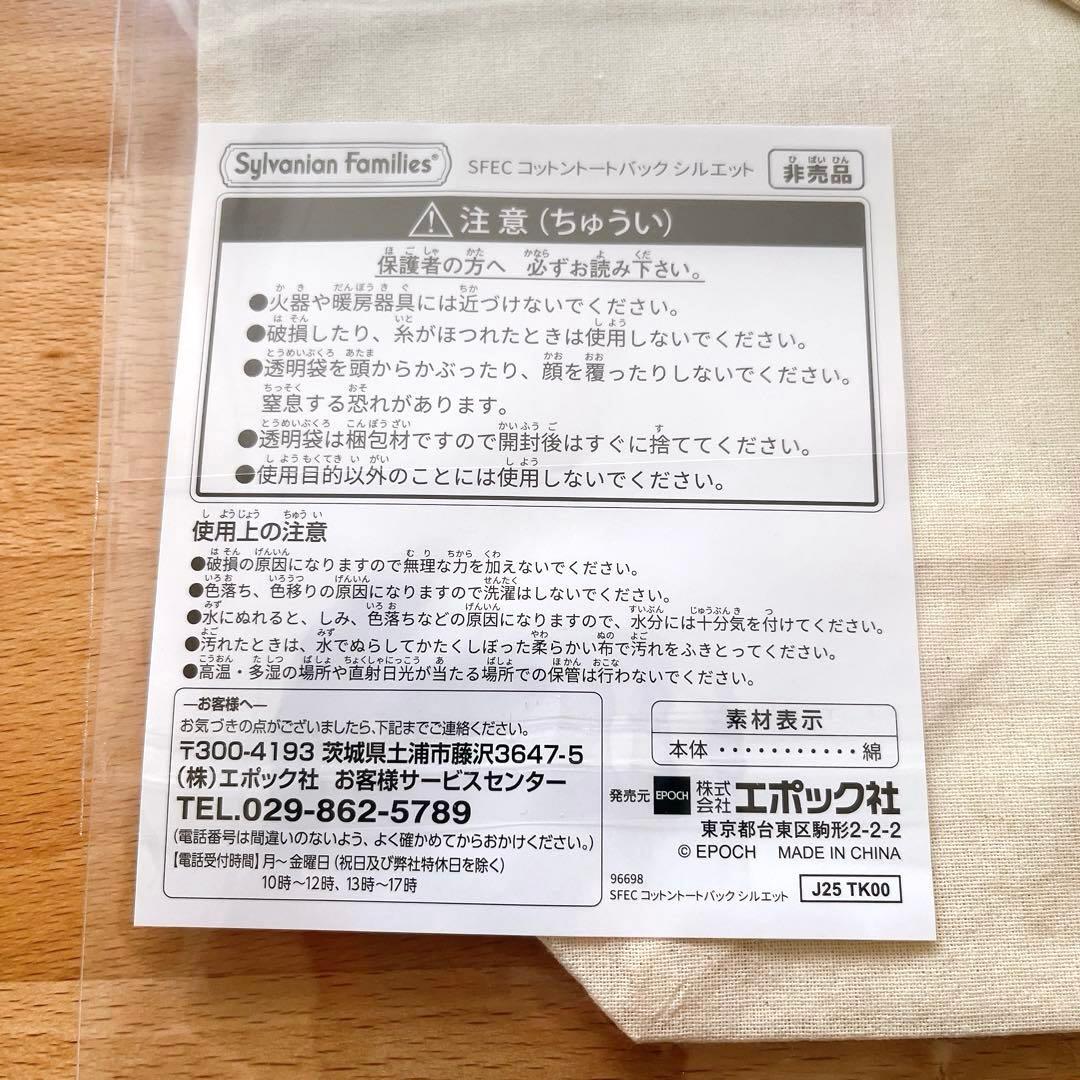 Sylvanian Families® SFEC コットントートバック シルエット 非売品
⚠注意(ちゅうい)
保護者の方へ 必ずお読み下さい。
●火器や暖房器具には近づけないでください。
●破損したり、糸がほつれたときは使用しないでください。
●透明袋を頭からかぶったり、顔を覆ったりしないでください。
窒息する恐れがあります。
●透明袋は梱包材ですので開封後はすぐに捨ててください。
●使用目的以外のことには使用しないでください。
使用上の注意
●破損の原因になりますので無理な力を加えないでください。
●色落ち、色移りの原因になりますので洗濯はしないでください。
●水にぬれると、しみ、色落ちなどの原因になりますので、水分には十分気を付けてください。
●汚れたときは、水でぬらしてかたくしぼった柔らかい布で汚れをふきとってください。
●高温・多湿の場所や直射日光が当たる場所での保管は行わないでください。
―お客様へ―
お気づきの点がございましたら、下記までご連絡ください。
〒300-4193 茨城県土浦市藤沢3647-5
(株)エポック社 お客様サービスセンター
TEL.029-862-5789
(電話番号は間違いのないよう、よく確かめてからおかけください。)
【電話受付時間】月～金曜日(祝日及び弊社特休日を除く)
10時～12時、13時～17時
素材表示
本体・・・・・・・・・・・綿
発売元 EPOCH 株式会社エポック社
東京都台東区駒形2-2-2
© EPOCH MADE IN CHINA
96698
SFEC コットントートバック シルエット J25 TK00